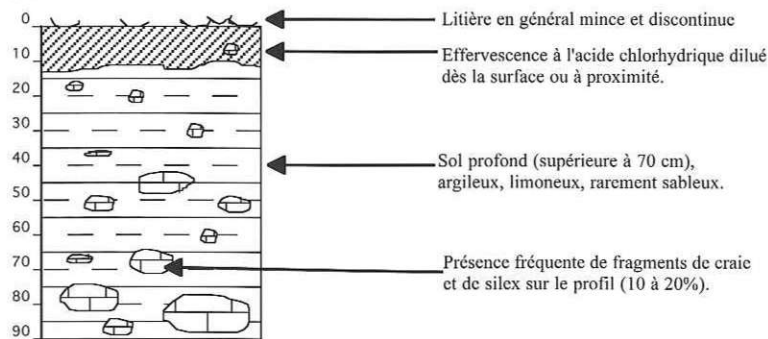 0
Litière en général mince et discontinue
10
Effervescence à l'acide chlorhydrique dilué
dès la surface ou à proximité.
20
30
40
Sol profond (supérieure à 70 cm),
argileux, limoneux, rarement sableux.
50
60
70
Présence fréquente de fragments de craie
et de silex sur le profil (10 à 20%).
80
90